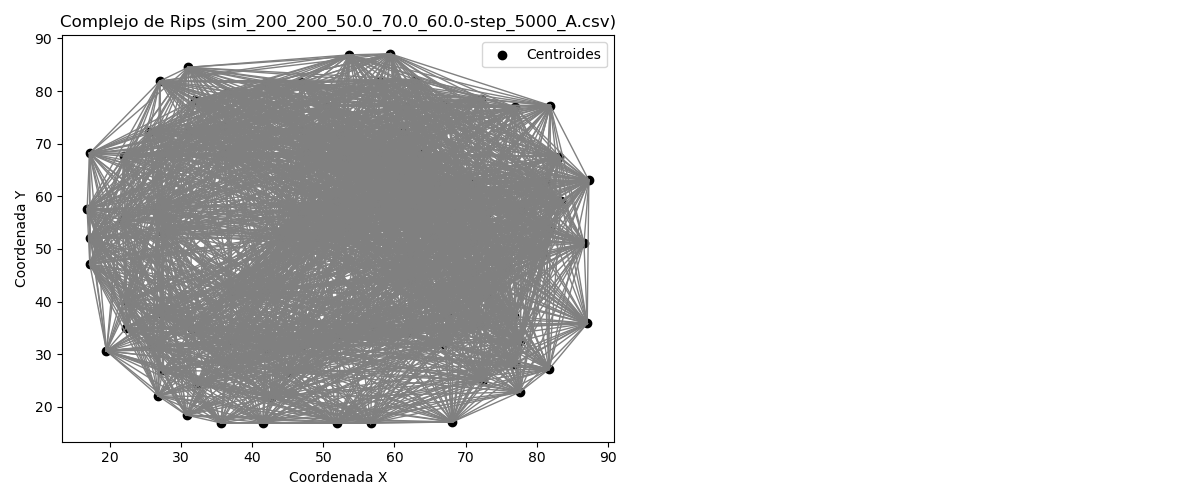 Complejo de Rips (sim_200_200_50.0_70.0_60.0-step_5000_A.csv)
90
Centroides
80
70
60
50
40
30
20
Coordenada Y
20 30 40 50 60 70 80 90
Coordenada X